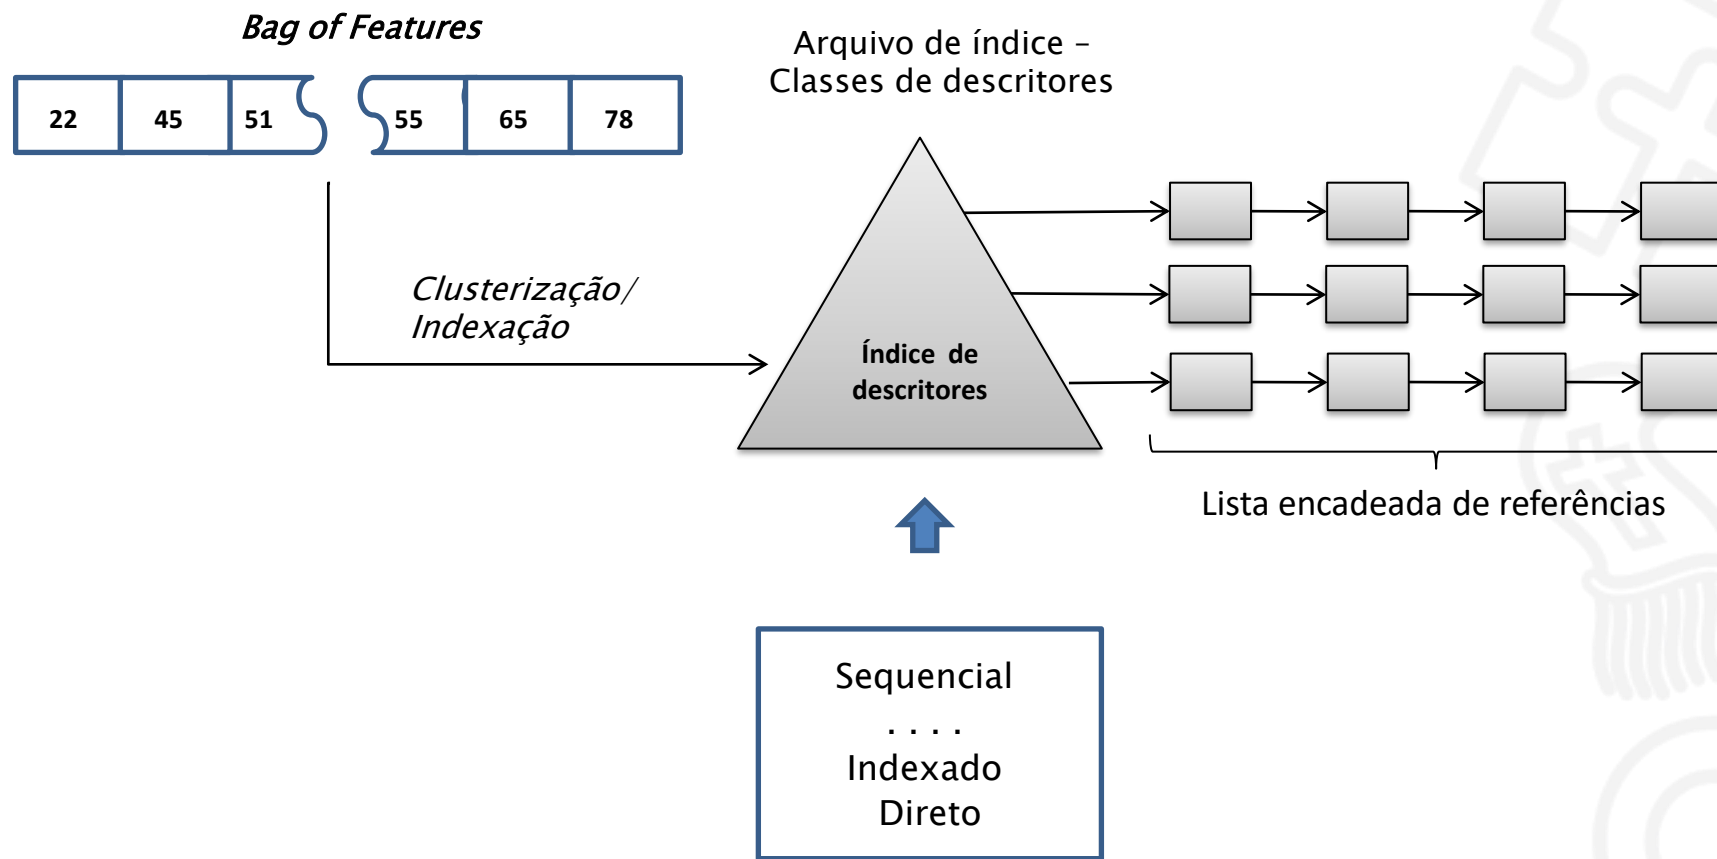 Bag of Features
22 45 51 55 65 78
Arquivo de índice –
Classes de descritores
Clusterização/
Indexação
Índice de
descritores
Lista encadeada de referências
Sequencial
. . . .
Indexado
Direto